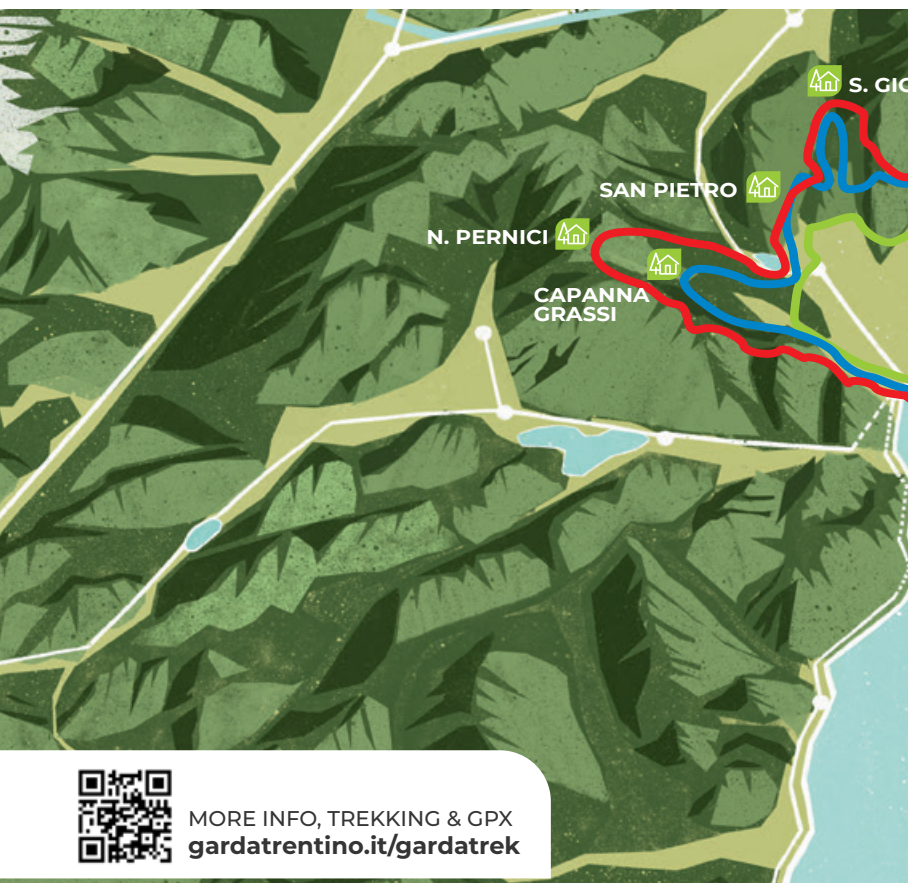 S. GIO
SAN PIETRO
N. PERNICI
CAPANNA
GRASSI
MORE INFO, TREKKING & GPX
gardatrentino.it/gardatrek